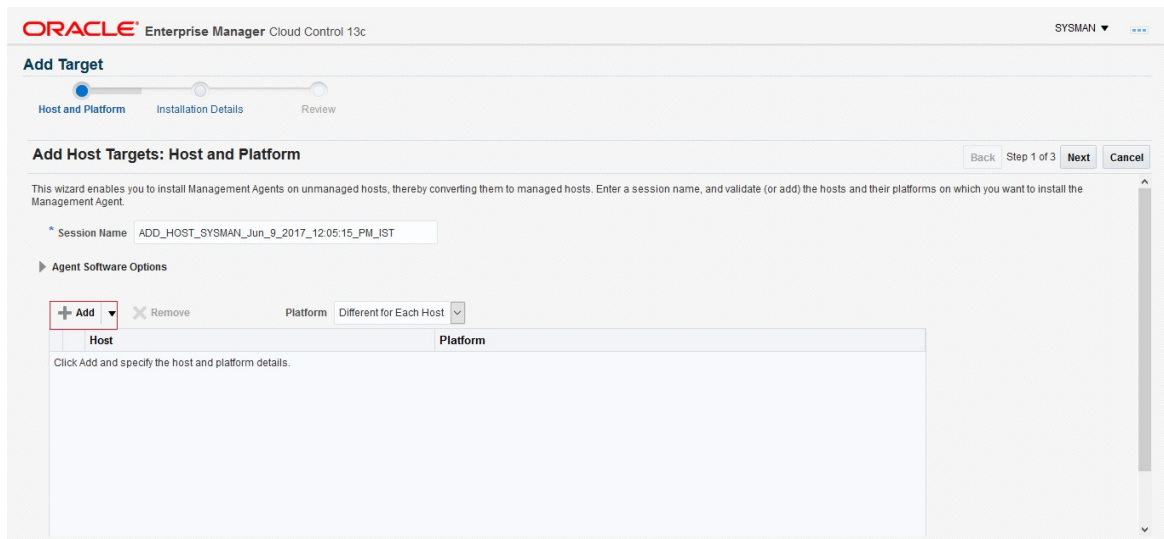 ORACLE Enterprise Manager Cloud Control 13c
SYSMAN
Add Target
Host and Platform Installation Details Review
Add Host Targets: Host and Platform
Back Step 1 of 3 Next Cancel
This wizard enables you to install Management Agents on unmanaged hosts, thereby converting them to managed hosts. Enter a session name, and validate (or add) the hosts and their platforms on which you want to install the
Management Agent.
* Session Name ADD_HOST_SYSMAN_Jun_9_2017_12:05:15_PM_IST
Agent Software Options
Add Remove Platform Different for Each Host
Host Platform
Click Add and specify the host and platform details.